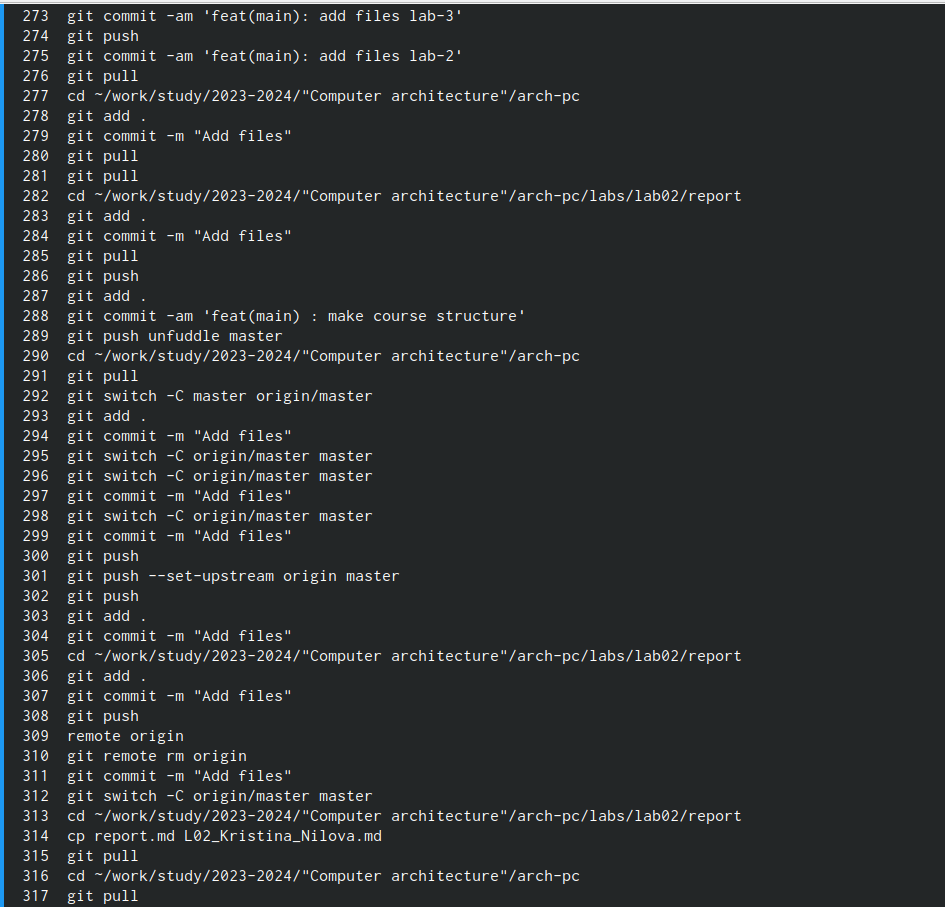 273 git commit -am 'feat(main): add files lab-3'
274 git push
275 git commit -am 'feat(main): add files lab-2'
276 git pull
277 cd ~/work/study/2023-2024/"Computer architecture"/arch-pc
278 git add .
279 git commit -m "Add files"
280 git pull
281 git pull
282 cd ~/work/study/2023-2024/"Computer architecture"/arch-pc/labs/lab02/report
283 git add .
284 git commit -m "Add files"
285 git pull
286 git push
287 git add .
288 git commit -am 'feat(main) : make course structure'
289 git push unfuddle master
290 cd ~/work/study/2023-2024/"Computer architecture"/arch-pc
291 git pull
292 git switch -C master origin/master
293 git add .
294 git commit -m "Add files"
295 git switch -C origin/master master
296 git switch -C origin/master master
297 git commit -m "Add files"
298 git switch -C origin/master master
299 git commit -m "Add files"
300 git push
301 git push --set-upstream origin master
302 git push
303 git add .
304 git commit -m "Add files"
305 cd ~/work/study/2023-2024/"Computer architecture"/arch-pc/labs/lab02/report
306 git add .
307 git commit -m "Add files"
308 git push
309 remote origin
310 git remote rm origin
311 git commit -m "Add files"
312 git switch -C origin/master master
313 cd ~/work/study/2023-2024/"Computer architecture"/arch-pc/labs/lab02/report
314 cp report.md L02_Kristina_Nilova.md
315 git pull
316 cd ~/work/study/2023-2024/"Computer architecture"/arch-pc
317 git pull